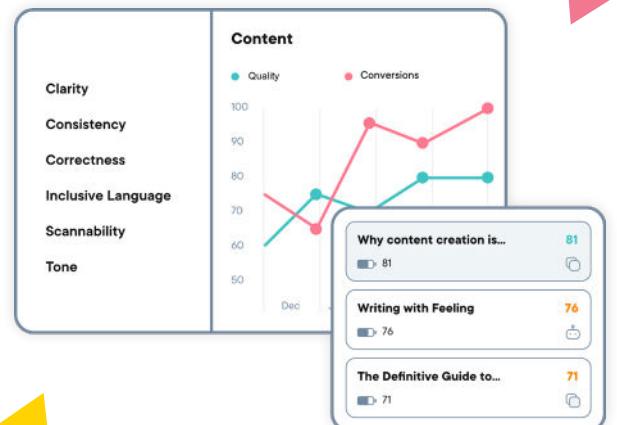 Clarity
Consistency
Correctness
Inclusive Language
Scannability
Tone
Content
Quality
Conversions
100
90
80
70
60
50
Dec
Why content creation is...
81
81
Writing with Feeling
76
76
The Definitive Guide to...
71
71